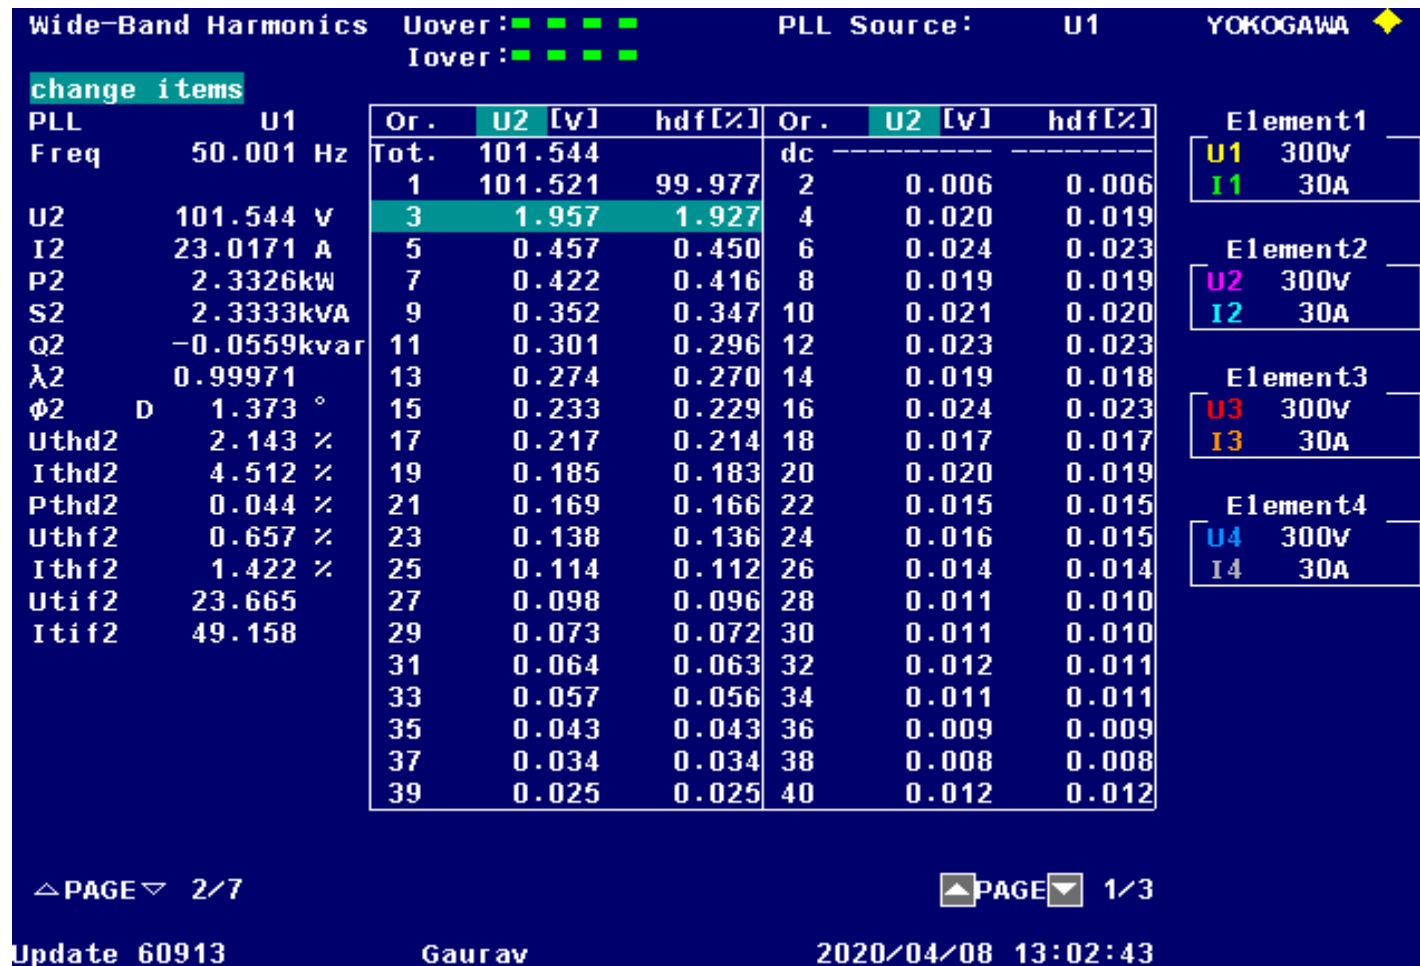 Wide-Band Harmonics Uover: PLL Source: U1 YOKOGAWA
Iover:
change items
PLL U1 Or. U2 [V] hdf[%] Or. U2 [V] hdf[%] Element1
Freq 50.001 Hz Tot. 101.544 dc ---------- -------- U1 300V
1 101.521 99.977 2 0.006 0.006 I1 30A
U2 101.544 V 3 1.957 1.927 4 0.020 0.019
I2 23.0171 A 5 0.457 0.450 6 0.024 0.023 Element2
P2 2.3326kW 7 0.422 0.416 8 0.019 0.019 U2 300V
S2 2.3333kVA 9 0.352 0.347 10 0.021 0.020 I2 30A
Q2 -0.0559kvar 11 0.301 0.296 12 0.023 0.023
λ2 0.99971 13 0.274 0.270 14 0.019 0.018 Element3
Φ2 D 1.373 ° 15 0.233 0.229 16 0.024 0.023 U3 300V
Uthd2 2.143 % 17 0.217 0.214 18 0.017 0.017 I3 30A
Ithd2 4.512 % 19 0.185 0.183 20 0.020 0.019
Pthd2 0.044 % 21 0.169 0.166 22 0.015 0.015 Element4
Uthf2 0.657 % 23 0.138 0.136 24 0.016 0.015 U4 300V
Ithf2 1.422 % 25 0.114 0.112 26 0.014 0.014 I4 30A
Utif2 23.665 27 0.098 0.096 28 0.011 0.010
Itif2 49.158 29 0.073 0.072 30 0.011 0.010
31 0.064 0.063 32 0.012 0.011
33 0.057 0.056 34 0.011 0.011
35 0.043 0.043 36 0.009 0.009
37 0.034 0.034 38 0.008 0.008
39 0.025 0.025 40 0.012 0.012
△PAGE▽ 2/7 ▲PAGE▼ 1/3
Update 60913 Gaurav 2020/04/08 13:02:43